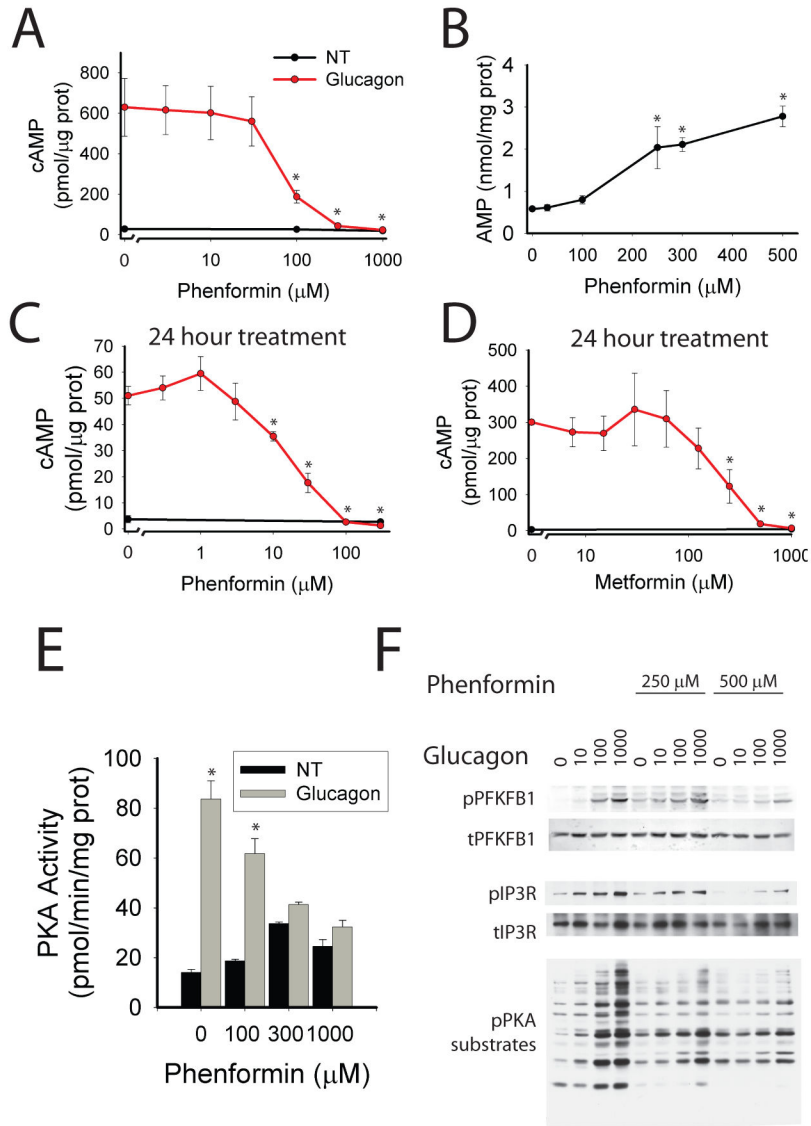 A
NT
Glucagon
800
600
400
200
0
cAMP
(pmol/µg prot)
*
*
*
0
10
100
1000
Phenformin (µM)
B
4
3
2
1
0
AMP (nmol/mg prot)
*
*
*
0
100
200
300
400
500
Phenformin (µM)
C
24 hour treatment
70
60
50
40
30
20
10
0
cAMP
(pmol/µg prot)
*
*
*
*
0
1
10
100
Phenformin (µM)
D
24 hour treatment
500
400
300
200
100
0
cAMP
(pmol/µg prot)
*
*
*
0
10
100
1000
Metformin (µM)
E
100
80
60
40
20
0
PKA Activity
(pmol/min/mg prot)
NT
Glucagon
*
*
0 100 300 1000
Phenformin (µM)
F
Phenformin
250 µM 500 µM
Glucagon
0 10 100 1000 0 10 100 1000 0 10 100 1000
pPFKFB1
tPFKFB1
pIP3R
tIP3R
pPKA
substrates